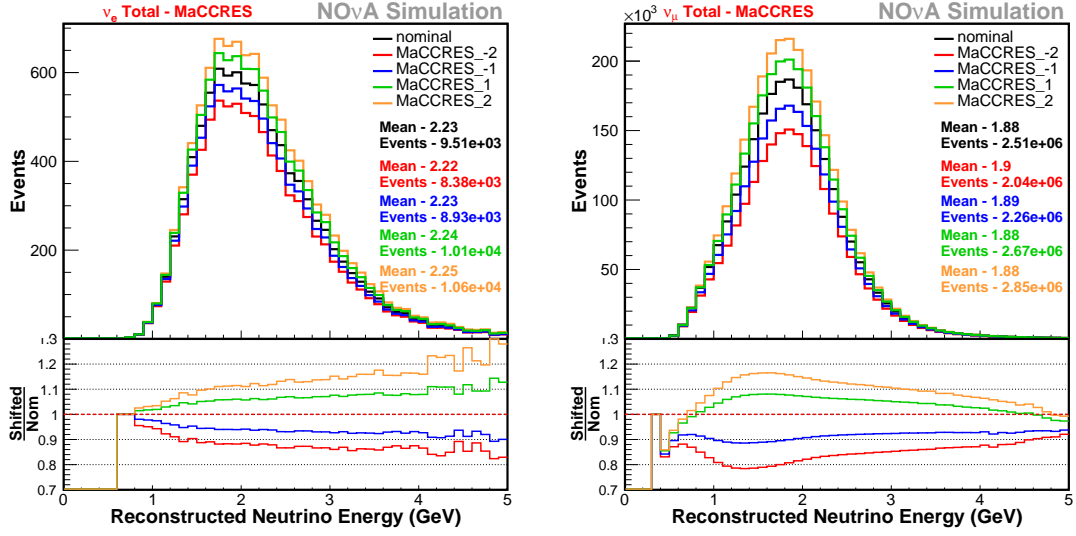 νe Total - MaCCRES NOνA Simulation
nominal
MaCCRES_-2
MaCCRES_-1
MaCCRES_1
MaCCRES_2
Mean - 2.23
Events - 9.51e+03
Mean - 2.22
Events - 8.38e+03
Mean - 2.23
Events - 8.93e+03
Mean - 2.24
Events - 1.01e+04
Mean - 2.25
Events - 1.06e+04
Events
600
400
200
1.3
1.2
1.1
1
0.9
0.8
0.7
Shifted
Nom
0 1 2 3 4 5
Reconstructed Neutrino Energy (GeV)
×10³ νμ Total - MaCCRES NOνA Simulation
nominal
MaCCRES_-2
MaCCRES_-1
MaCCRES_1
MaCCRES_2
Mean - 1.88
Events - 2.51e+06
Mean - 1.9
Events - 2.04e+06
Mean - 1.89
Events - 2.26e+06
Mean - 1.88
Events - 2.67e+06
Mean - 1.88
Events - 2.85e+06
Events
200
150
100
50
1.3
1.2
1.1
1
0.9
0.8
0.7
Shifted
Nom
0 1 2 3 4 5
Reconstructed Neutrino Energy (GeV)